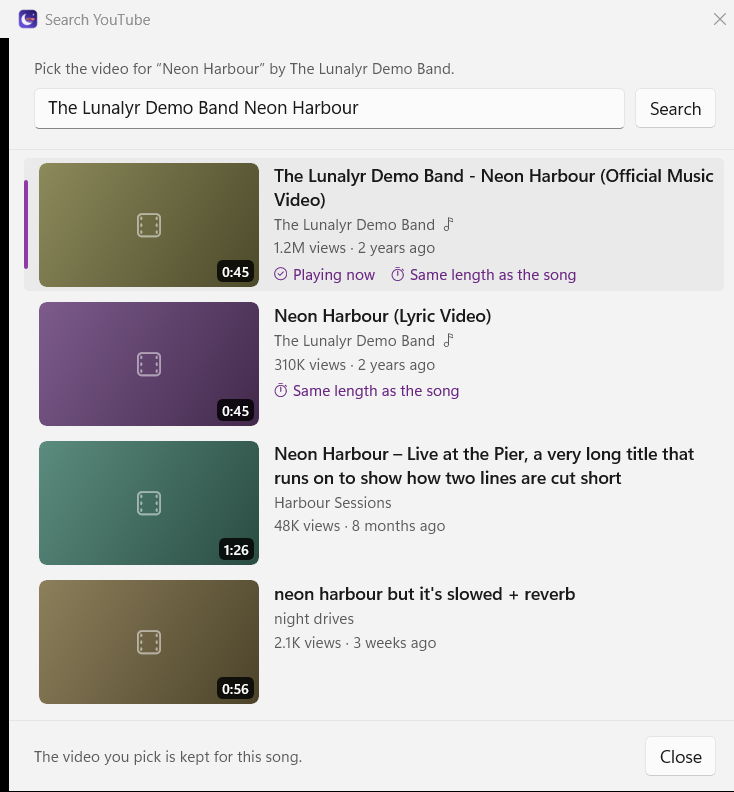 Search YouTube
Pick the video for “Neon Harbour” by The Lunalyr Demo Band.
The Lunalyr Demo Band Neon Harbour
Search
The Lunalyr Demo Band - Neon Harbour (Official Music
Video)
The Lunalyr Demo Band
1.2M views · 2 years ago
Playing now
Same length as the song
0:45
Neon Harbour (Lyric Video)
The Lunalyr Demo Band
310K views · 2 years ago
Same length as the song
0:45
Neon Harbour – Live at the Pier, a very long title that
runs on to show how two lines are cut short
Harbour Sessions
48K views · 8 months ago
1:26
neon harbour but it's slowed + reverb
night drives
2.1K views · 3 weeks ago
0:56
The video you pick is kept for this song.
Close